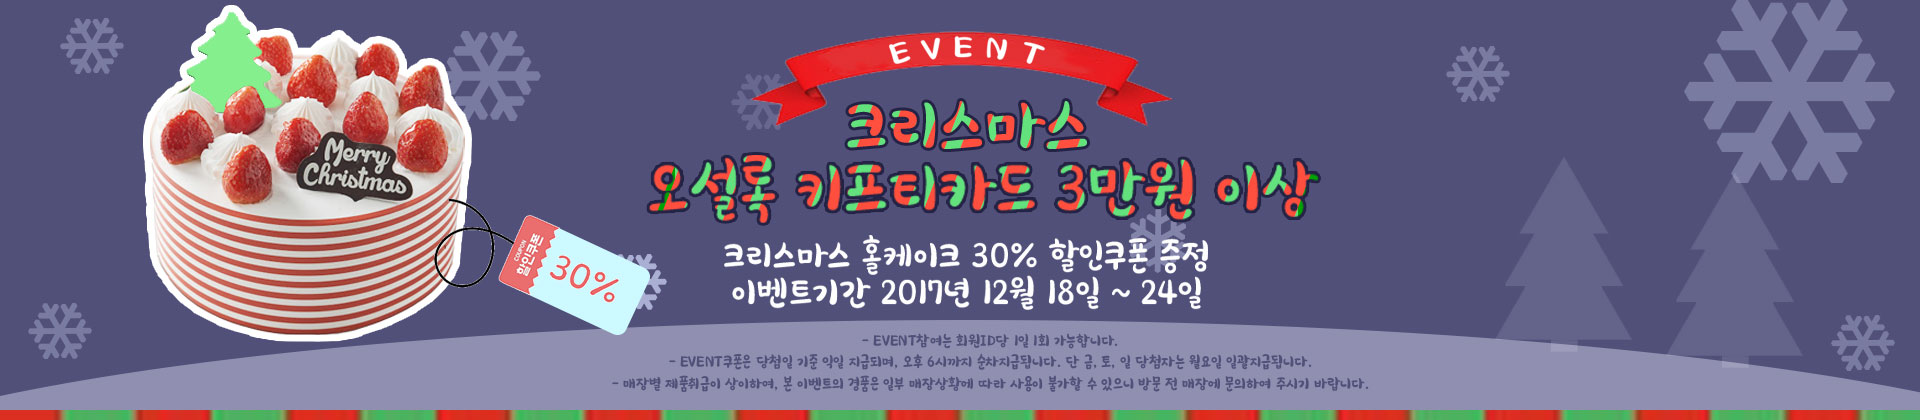 EVENT
크리스마스
오설록 키프티카드 3만원 이상
크리스마스 홀케이크 30% 할인쿠폰 증정
이벤트기간 2017년 12월 18일 ~ 24일
Merry
Christmas
COUPON
할인쿠폰
30%
- EVENT참여는 회원ID당 1일 1회 가능합니다.
- EVENT쿠폰은 당첨일 기준 익일 지급되며, 오후 6시까지 순차지급됩니다. 단 금, 토, 일 당첨자는 월요일 일괄지급됩니다.
- 매장별 제품취급이 상이하여, 본 이벤트의 경품은 일부 매장상황에 따라 사용이 불가할 수 있으니 방문 전 매장에 문의하여 주시기 바랍니다.